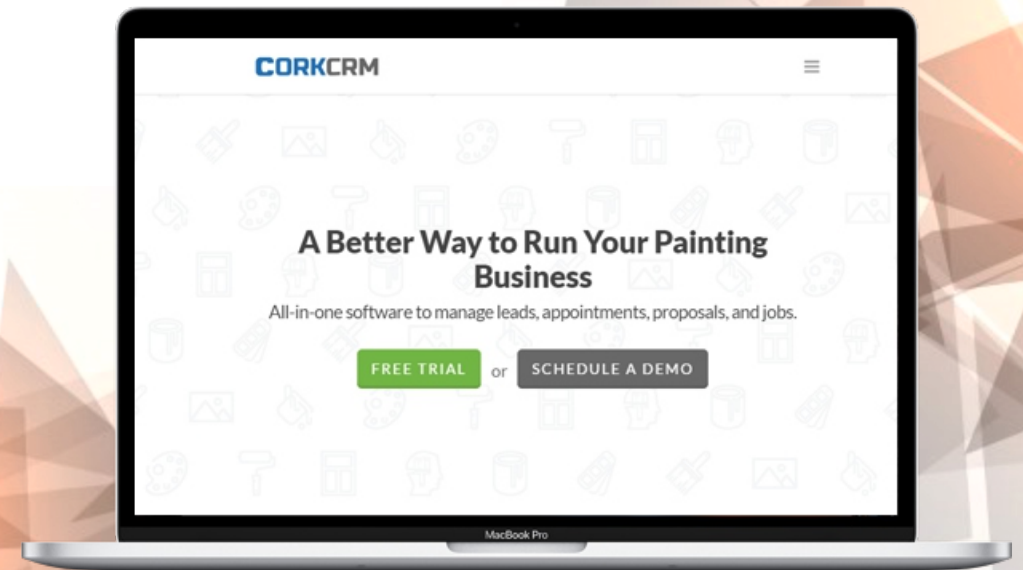 CORKCRM
A Better Way to Run Your Painting
Business
All-in-one software to manage leads, appointments, proposals, and jobs.
FREE TRIAL or SCHEDULE A DEMO
MacBook Pro